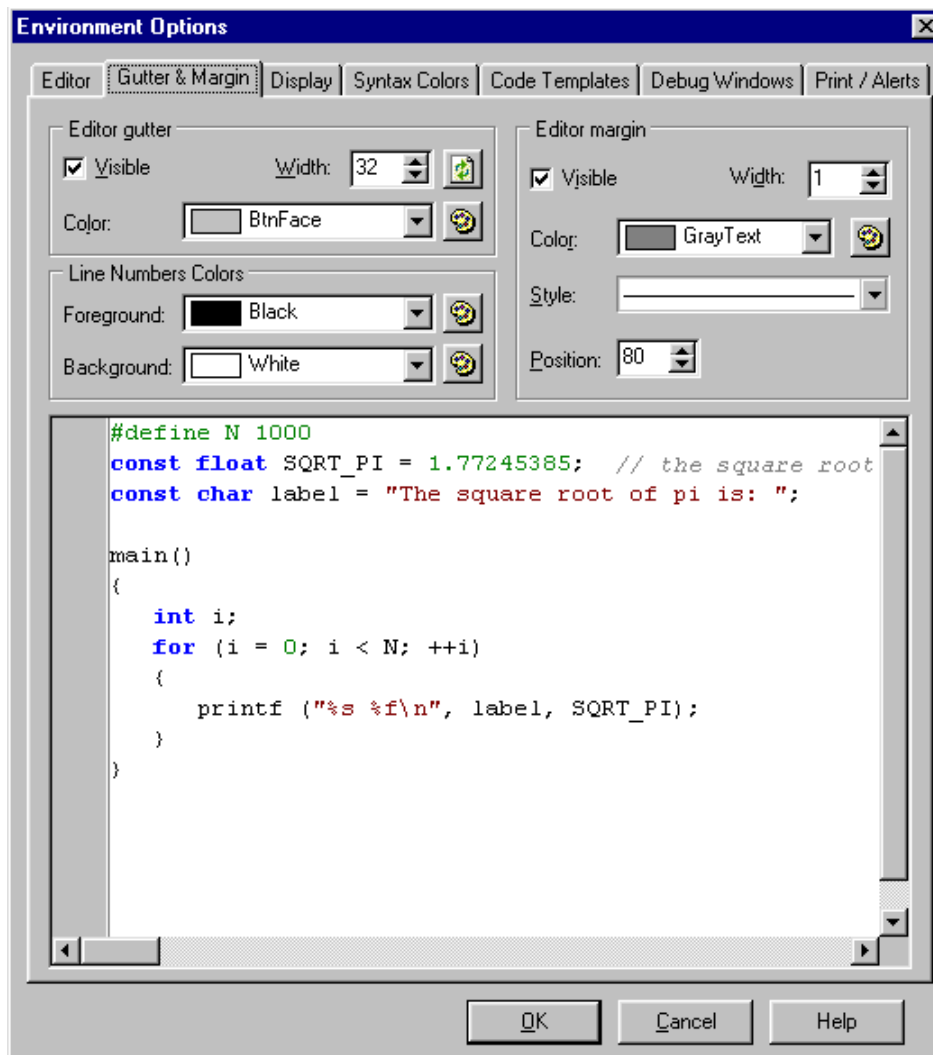 Environment Options
Editor Gutter & Margin Display Syntax Colors Code Templates Debug Windows Print / Alerts
Editor gutter
Visible Width: 32
Color: BtnFace
Line Numbers Colors
Foreground: Black
Background: White
Editor margin
Visible Width: 1
Color: GrayText
Style:
Position: 80
#define N 1000
const float SQRT_PI = 1.77245385;  // the square root
const char label = "The square root of pi is: ";
main()
{
   int i;
   for (i = 0; i < N; ++i)
   {
      printf ("%s %f\n", label, SQRT_PI);
   }
}
OK Cancel Help